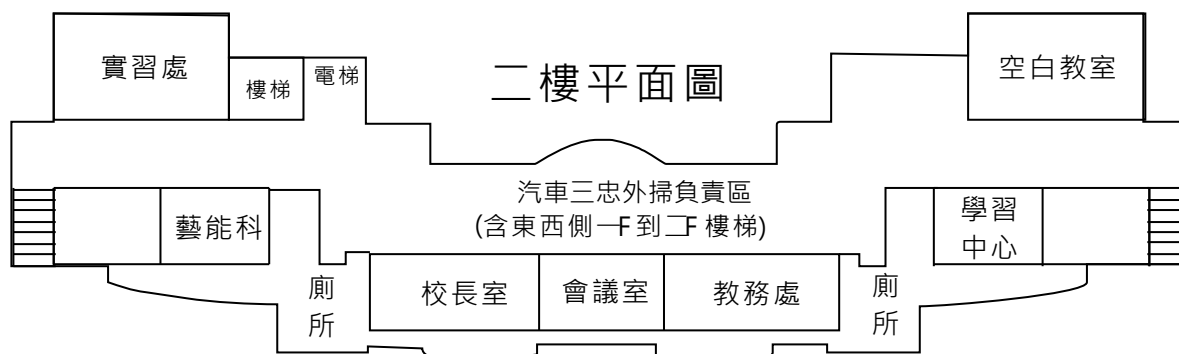 實習處
樓梯
電梯
二樓平面圖
空白教室
汽車三忠外掃負責區
(含東西側一F到二F樓梯)
藝能科
學習
中心
廁
所
校長室
會議室
教務處
廁
所